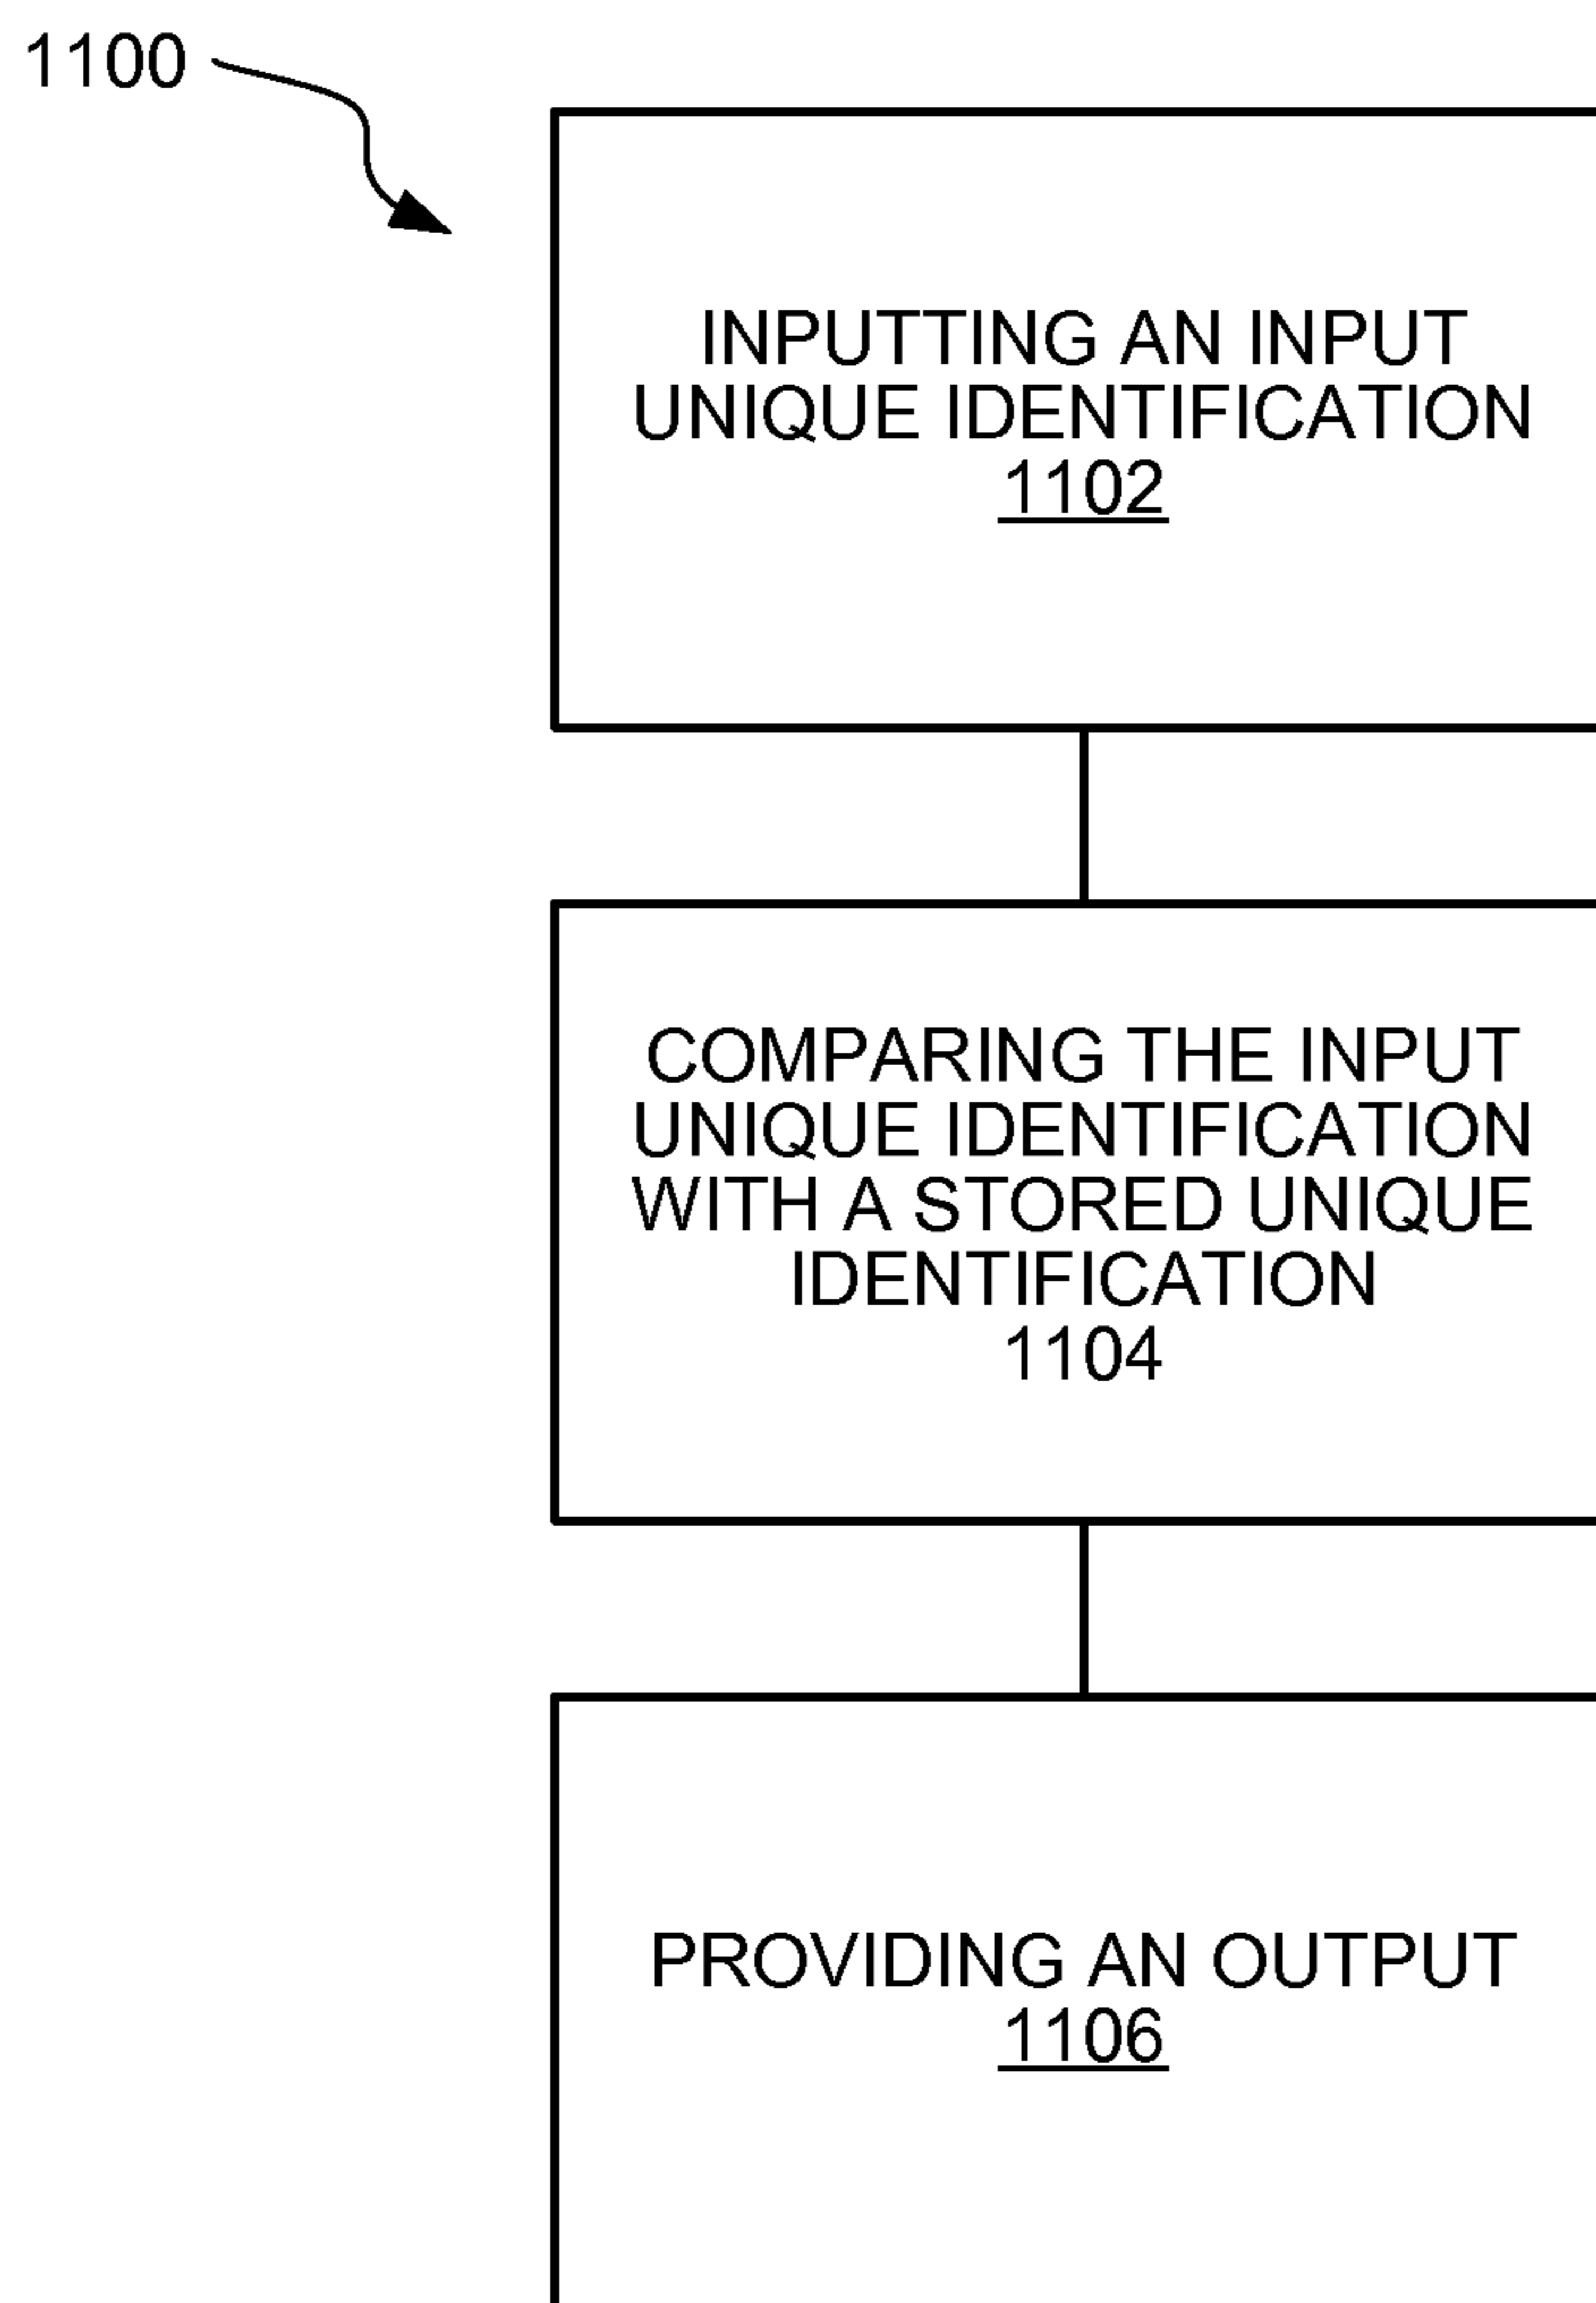 1100
INPUTTING AN INPUT
UNIQUE IDENTIFICATION
1102
COMPARING THE INPUT
UNIQUE IDENTIFICATION
WITH A STORED UNIQUE
IDENTIFICATION
1104
PROVIDING AN OUTPUT
1106